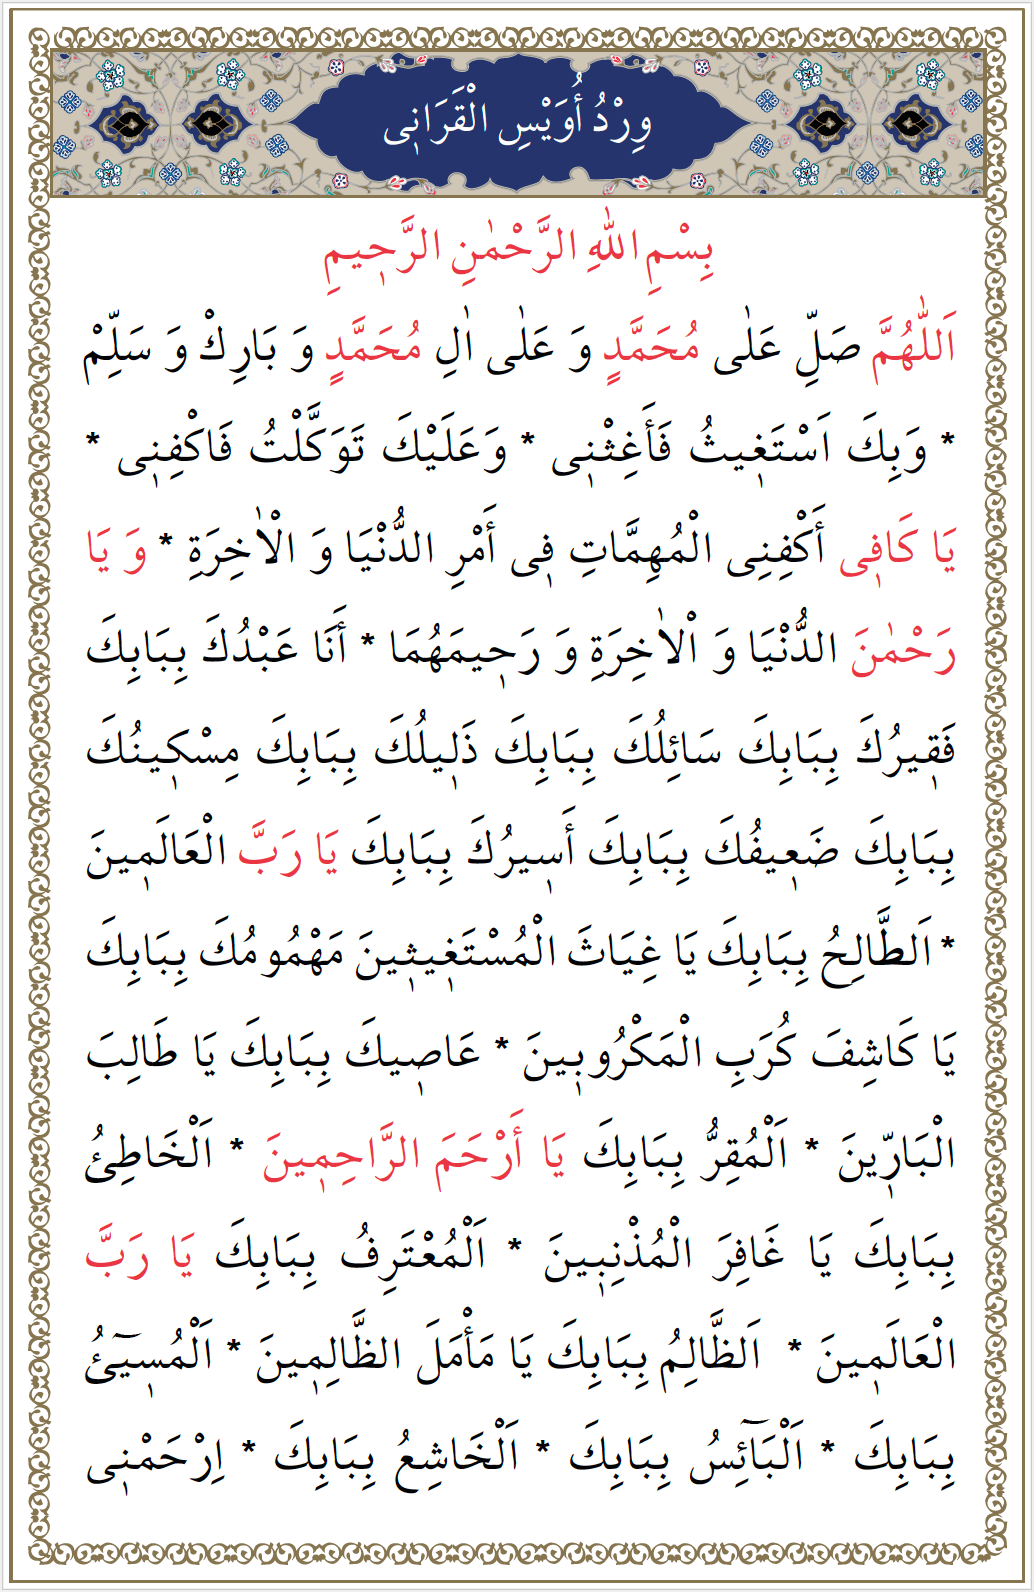 وِرْدُ أُوَيْسِ الْقَرَانٖى
بِسْمِ اللّٰهِ الرَّحْمٰنِ الرَّحٖيمِ
اَللّٰهُمَّ صَلِّ عَلٰى مُحَمَّدٍ وَ عَلٰى اٰلِ مُحَمَّدٍ وَ بَارِكْ وَ سَلِّمْ
* وَبِكَ اَسْتَغٖيثُ فَأَغِثْنٖى * وَعَلَيْكَ تَوَكَّلْتُ فَاكْفِنٖى *
يَا كَافٖى أَكْفِنِى الْمُهِمَّاتِ فٖى أَمْرِ الدُّنْيَا وَ الْاٰخِرَةِ * وَ يَا
رَحْمٰنَ الدُّنْيَا وَ اْلاٰخِرَةِ وَ رَحٖيمَهُمَا * أَنَا عَبْدُكَ بِبَابِكَ
فَقٖيرُكَ بِبَابِكَ سَائِلُكَ بِبَابِكَ ذَلٖيلُكَ بِبَابِكَ مِسْكٖينُكَ
بِبَابِكَ ضَعٖيفُكَ بِبَابِكَ أَسٖيرُكَ بِبَابِكَ يَا رَبَّ الْعَالَمٖينَ
* اَلطَّالِحُ بِبَابِكَ يَا غِيَاثَ الْمُسْتَغٖيثٖينَ مَهْمُومُكَ بِبَابِكَ
يَا كَاشِفَ كُرَبِ الْمَكْرُوبٖينَ * عَاصٖيكَ بِبَابِكَ يَا طَالِبَ
الْبَارّٖينَ * اَلْمُقِرُّ بِبَابِكَ يَا أَرْحَمَ الرَّاحِمٖينَ * اَلْخَاطِئُ
بِبَابِكَ يَا غَافِرَ الْمُذْنِبٖينَ * اَلْمُعْتَرِفُ بِبَابِكَ يَا رَبَّ
الْعَالَمٖينَ * اَلظَّالِمُ بِبَابِكَ يَا مَأْمَلَ الظَّالِمٖينَ * اَلْمُسٖيٓئُ
بِبَابِكَ * اَلْبَٓائِسُ بِبَابِكَ * اَلْخَاشِعُ بِبَابِكَ * اِرْحَمْنٖى